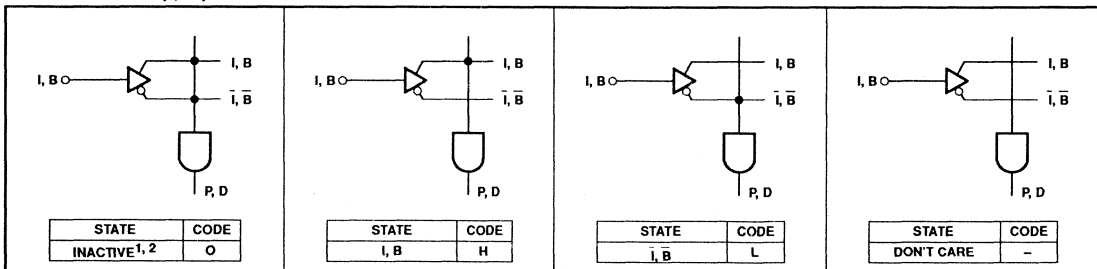 I, B
I, B
I̅, B̅
P, D
STATE CODE
INACTIVE1, 2 O
I, B
I, B
I̅, B̅
P, D
STATE CODE
I, B H
I, B
I, B
I̅, B̅
P, D
STATE CODE
I̅, B̅ L
I, B
I, B
I̅, B̅
P, D
STATE CODE
DON'T CARE –